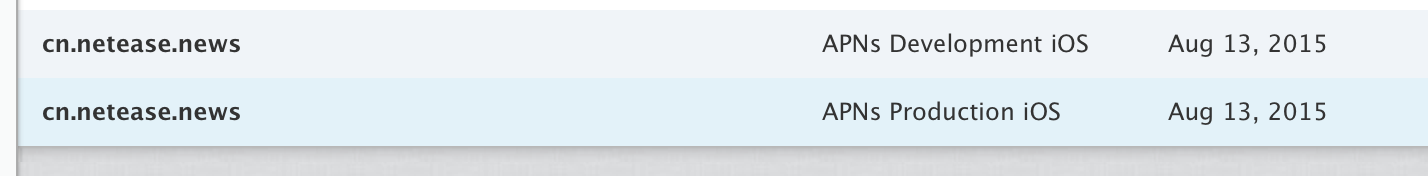 cn.netease.news APNs Development iOS Aug 13, 2015
cn.netease.news APNs Production iOS Aug 13, 2015